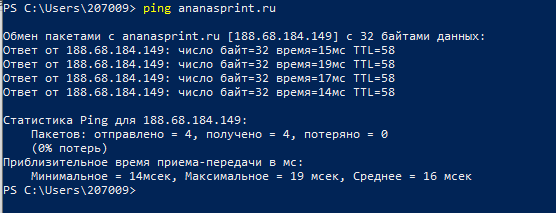 PS C:\Users\207009> ping ananasprint.ru
Обмен пакетами с ananasprint.ru [188.68.184.149] с 32 байтами данных:
Ответ от 188.68.184.149: число байт=32 время=15мс TTL=58
Ответ от 188.68.184.149: число байт=32 время=19мс TTL=58
Ответ от 188.68.184.149: число байт=32 время=17мс TTL=58
Ответ от 188.68.184.149: число байт=32 время=14мс TTL=58
Статистика Ping для 188.68.184.149:
Пакетов: отправлено = 4, получено = 4, потеряно = 0
(0% потерь)
Приблизительное время приема-передачи в мс:
Минимальное = 14мсек, Максимальное = 19 мсек, Среднее = 16 мсек
PS C:\Users\207009>